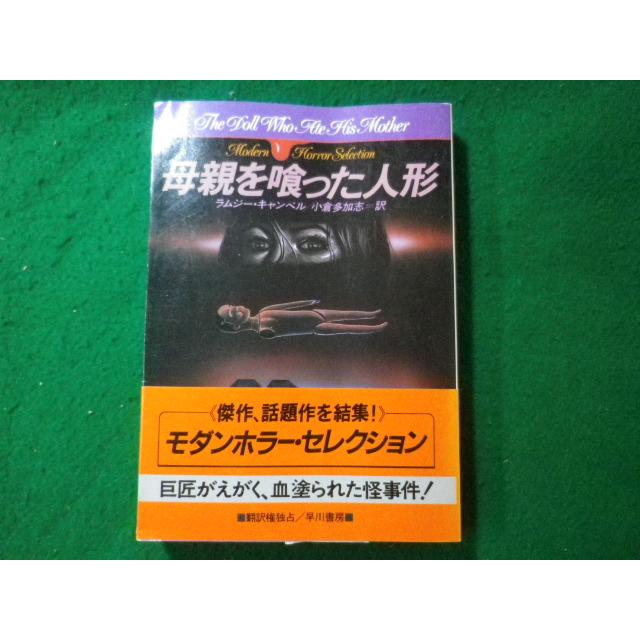 The Doll Who Ate His Mother
Modern Horror Selection
母親を喰った人形
ラムジー・キャンベル 小倉多加志=訳
《傑作、話題作を結集!》
モダンホラー・セレクション
巨匠がえがく、血塗られた怪事件!
■翻訳権独占/早川書房■